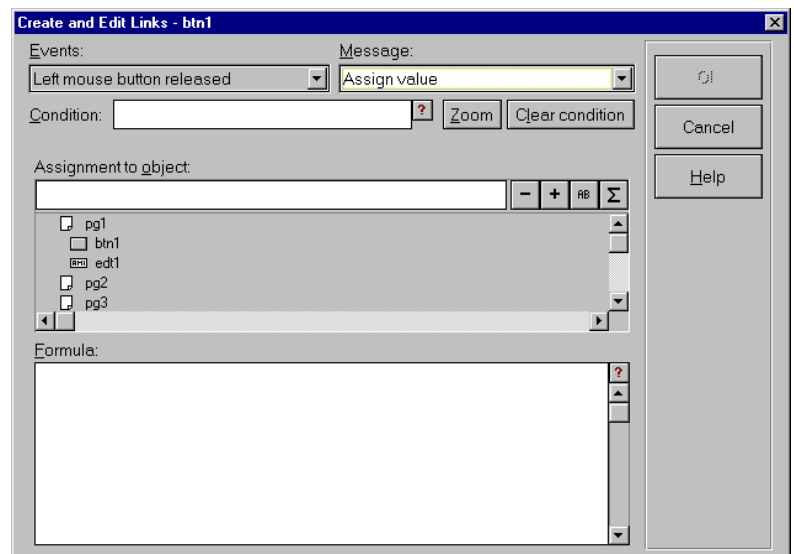 Create and Edit Links - btn1
Events:
Message:
Left mouse button released
Assign value
Condition:
?
Zoom
Clear condition
Cancel
Help
Assignment to object:
- + AB Σ
pg1
btn1
edt1
pg2
pg3
Formula:
?